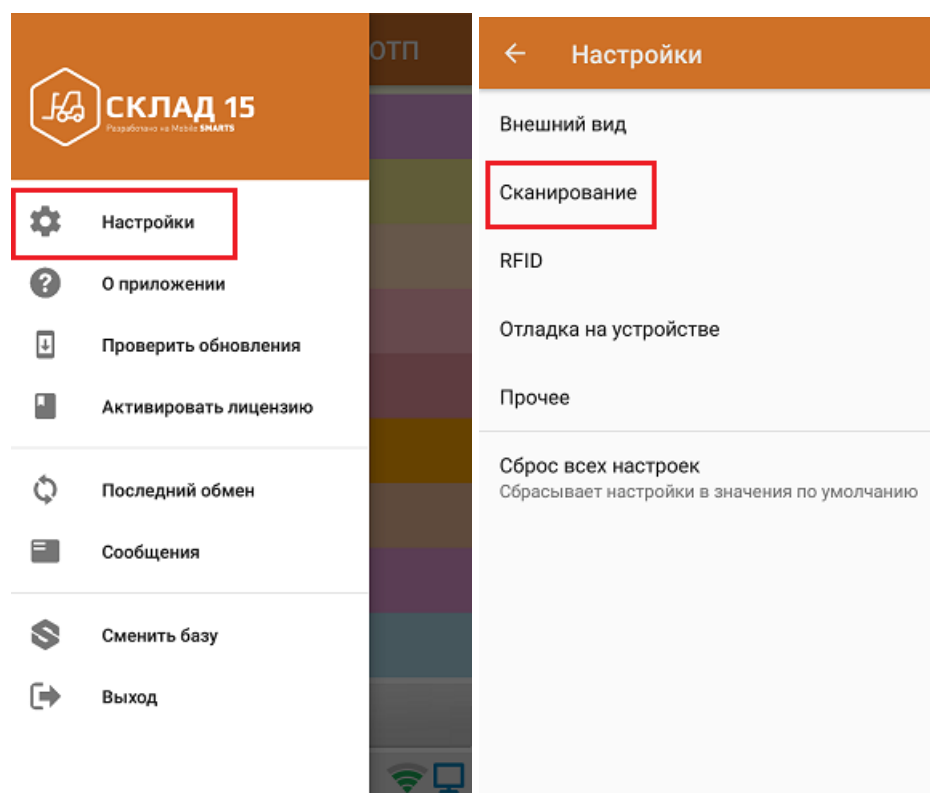 СКЛАД 15
Разработано на Mobile SMARTS
Настройки
О приложении
Проверить обновления
Активировать лицензию
Последний обмен
Сообщения
Сменить базу
Выход
отп
Настройки
Внешний вид
Сканирование
RFID
Отладка на устройстве
Прочее
Сброс всех настроек
Сбрасывает настройки в значения по умолчанию